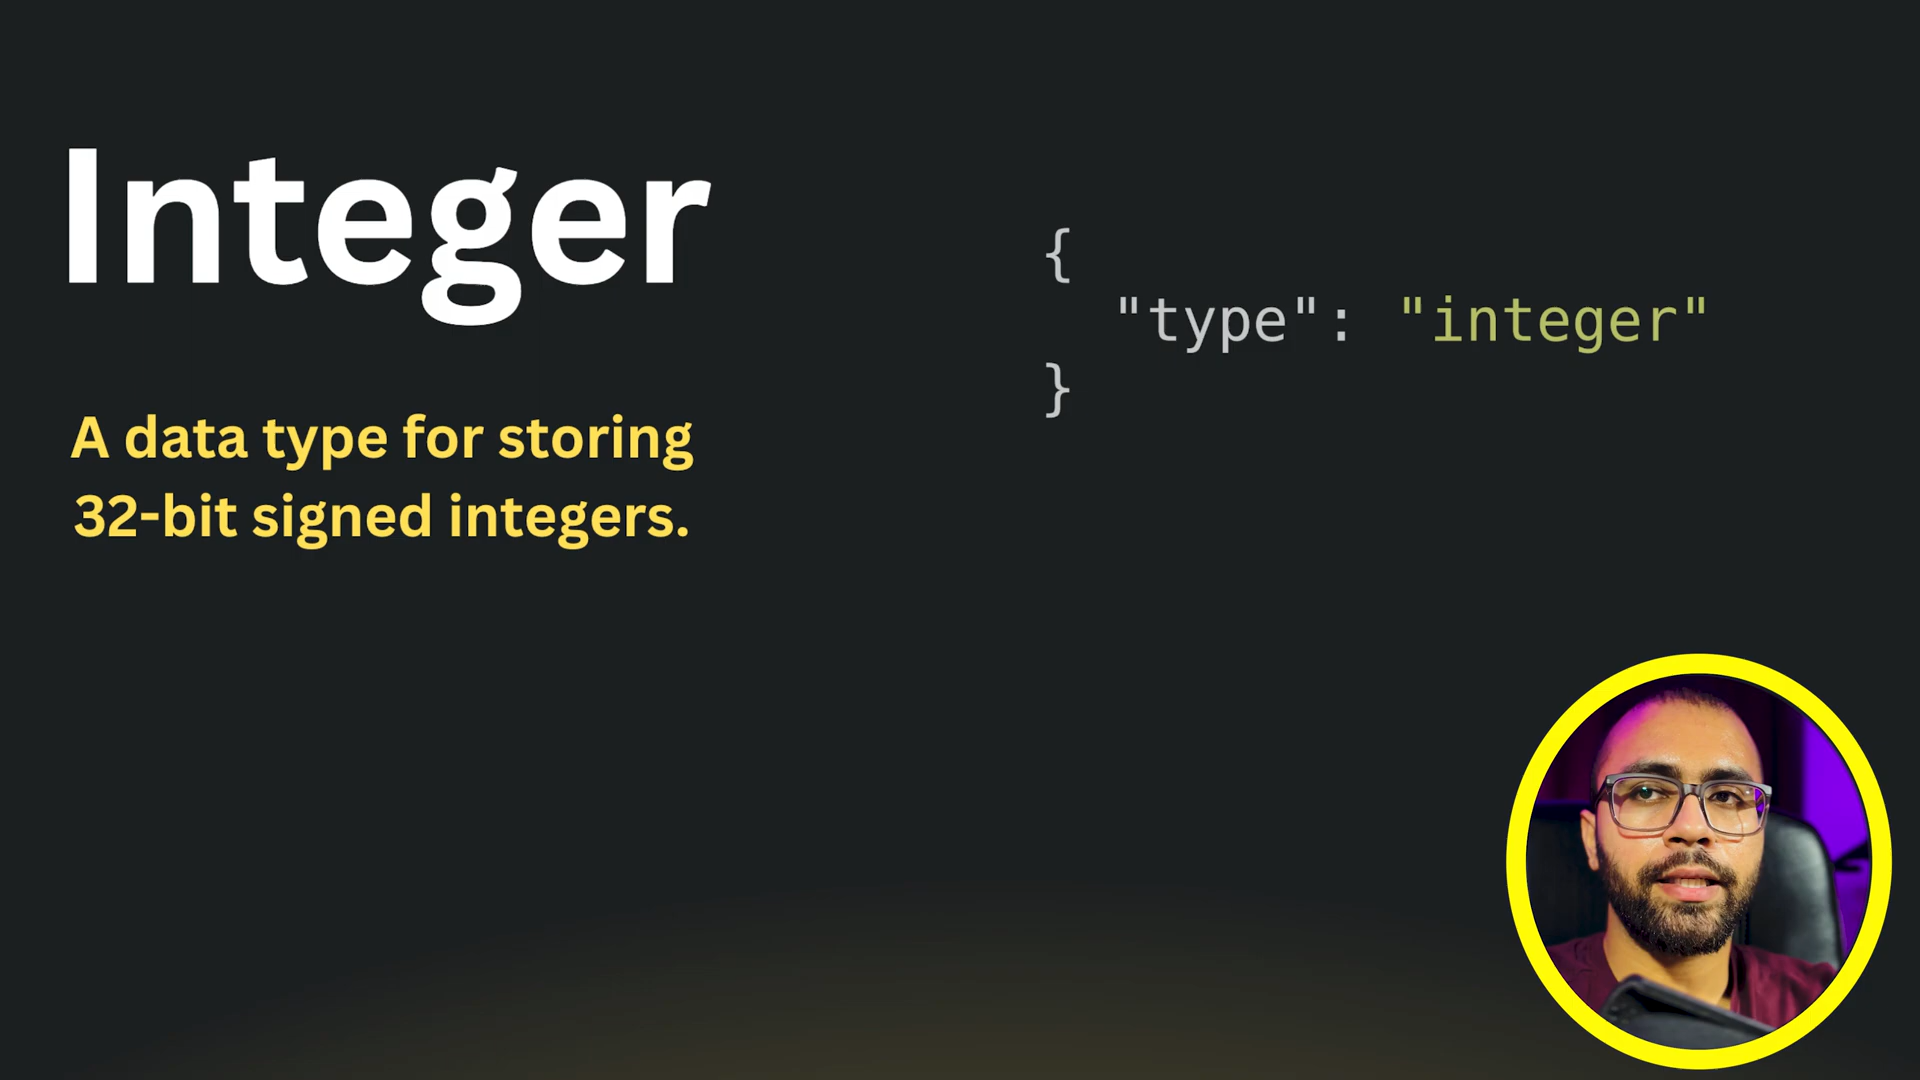 Integer
A data type for storing
32-bit signed integers.
{
"type": "integer"
}